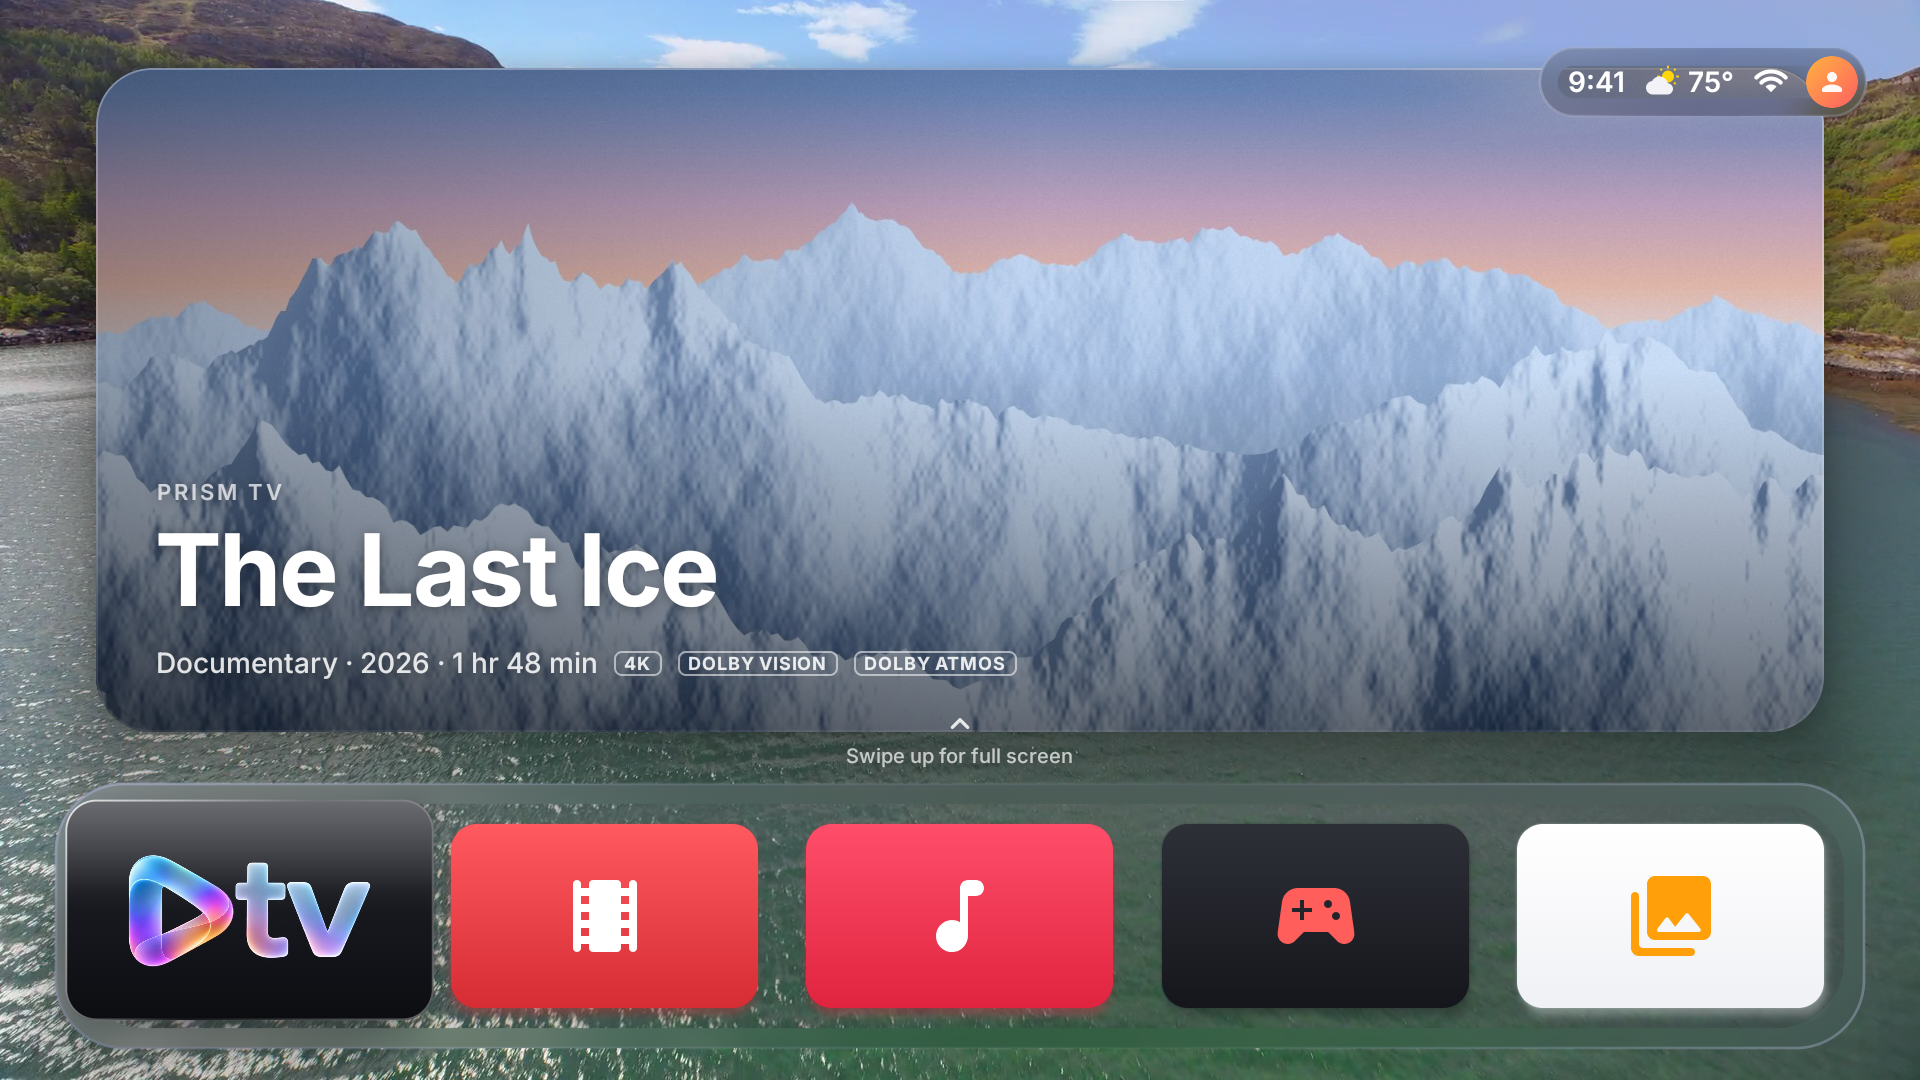 9:41 75°
PRISM TV
The Last Ice
Documentary · 2026 · 1 hr 48 min 4K DOLBY VISION DOLBY ATMOS
Swipe up for full screen
tv